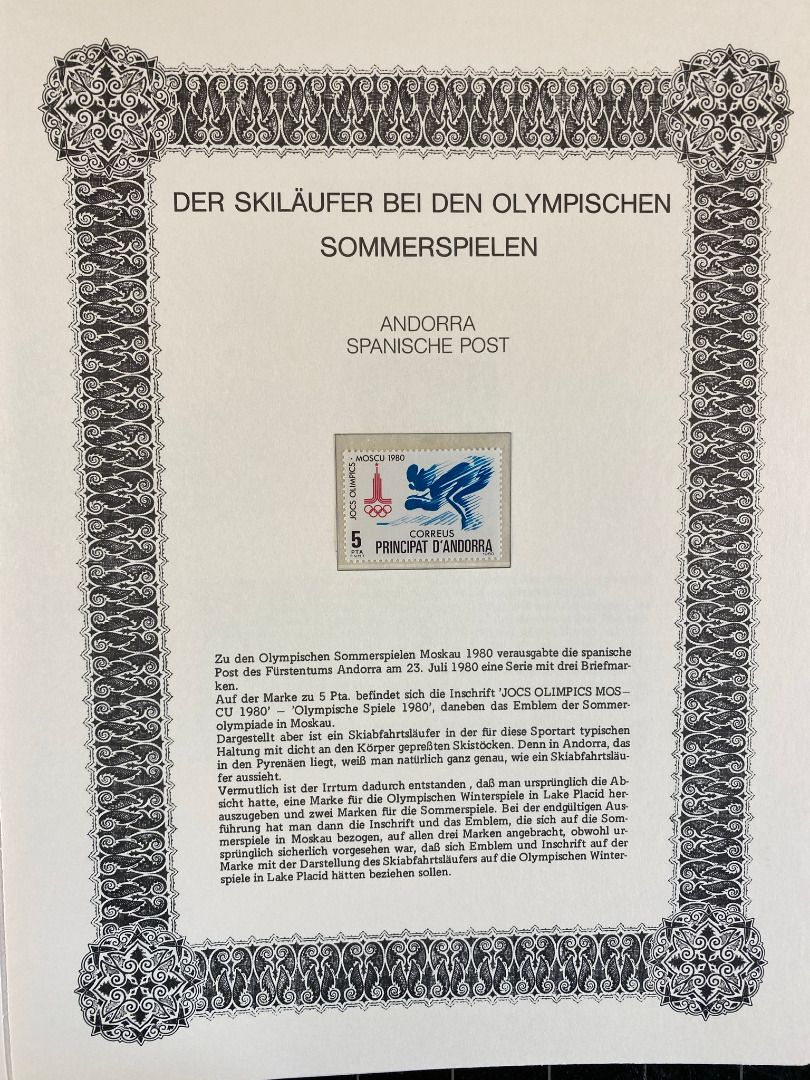 DER SKILÄUFER BEI DEN OLYMPISCHEN
SOMMERSPIELEN
ANDORRA
SPANISCHE POST
JOCS OLIMPICS · MOSCU 1980
5
PTA
CORREUS
PRINCIPAT D'ANDORRA
Zu den Olympischen Sommerspielen Moskau 1980 verausgabte die spanische
Post des Fürstentums Andorra am 23. Juli 1980 eine Serie mit drei Briefmar-
ken.
Auf der Marke zu 5 Pta. befindet sich die Inschrift 'JOCS OLIMPICS MOS-
CU 1980' - 'Olympische Spiele 1980', daneben das Emblem der Sommer-
olympiade in Moskau.
Dargestellt aber ist ein Skiabfahrtsläufer in der für diese Sportart typischen
Haltung mit dicht an den Körper gepreßten Skistöcken. Denn in Andorra, das
in den Pyrenäen liegt, weiß man natürlich ganz genau, wie ein Skiabfahrtsläu-
fer aussieht.
Vermutlich ist der Irrtum dadurch entstanden , daß man ursprünglich die Ab-
sicht hatte, eine Marke für die Olympischen Winterspiele in Lake Placid her-
auszugeben und zwei Marken für die Sommerspiele. Bei der endgültigen Aus-
führung hat man dann die Inschrift und das Emblem, die sich auf die Som-
merspiele in Moskau bezogen, auf allen drei Marken angebracht, obwohl ur-
sprünglich sicherlich vorgesehen war, daß sich Emblem und Inschrift auf der
Marke mit der Darstellung des Skiabfahrtsläufers auf die Olympischen Winter-
spiele in Lake Placid hätten beziehen sollen.